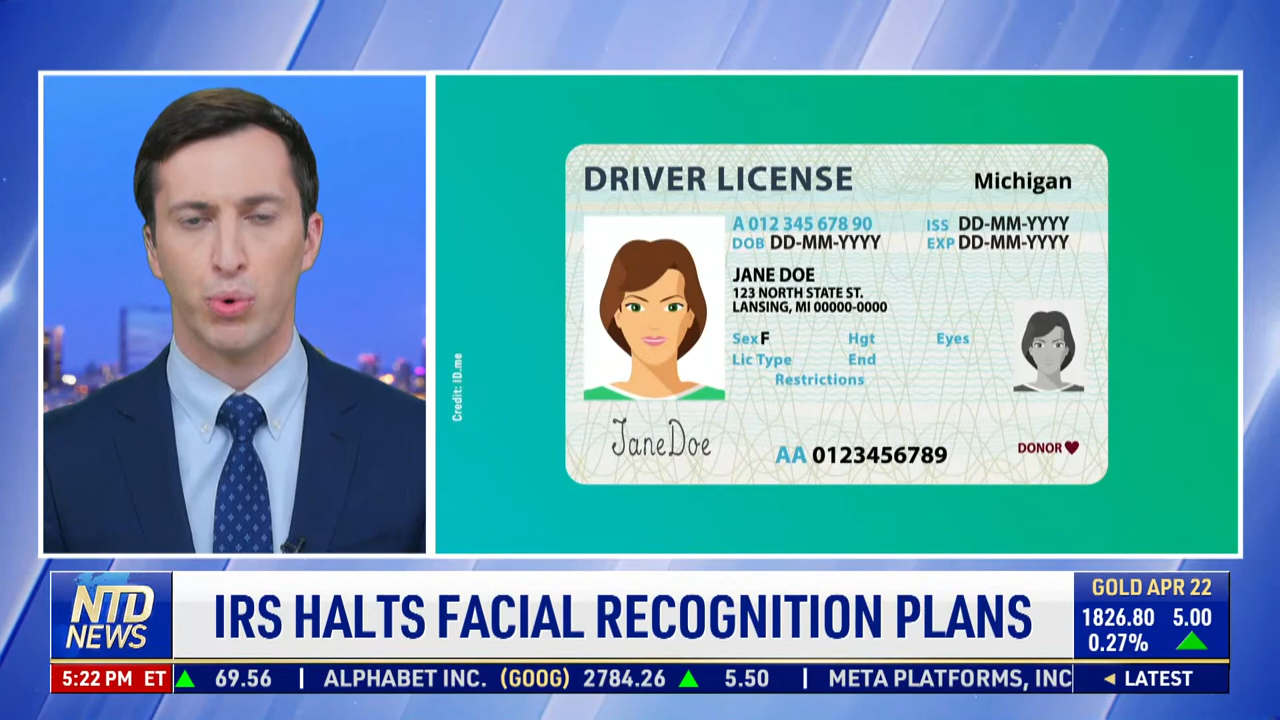 DRIVER LICENSE
Michigan
A 012 345 678 90
ISS DD-MM-YYYY
DOB DD-MM-YYYY
EXP DD-MM-YYYY
JANE DOE
123 NORTH STATE ST.
LANSING, MI 00000-0000
Sex F Hgt Eyes
Lic Type End
Restrictions
JaneDoe
AA 0123456789
DONOR
Credit: ID.me
NTD
NEWS
IRS HALTS FACIAL RECOGNITION PLANS
GOLD APR 22
1826.80 5.00
0.27%
5:22 PM ET
69.56 | ALPHABET INC. (GOOG) 2784.26 5.50 | META PLATFORMS, INC
LATEST